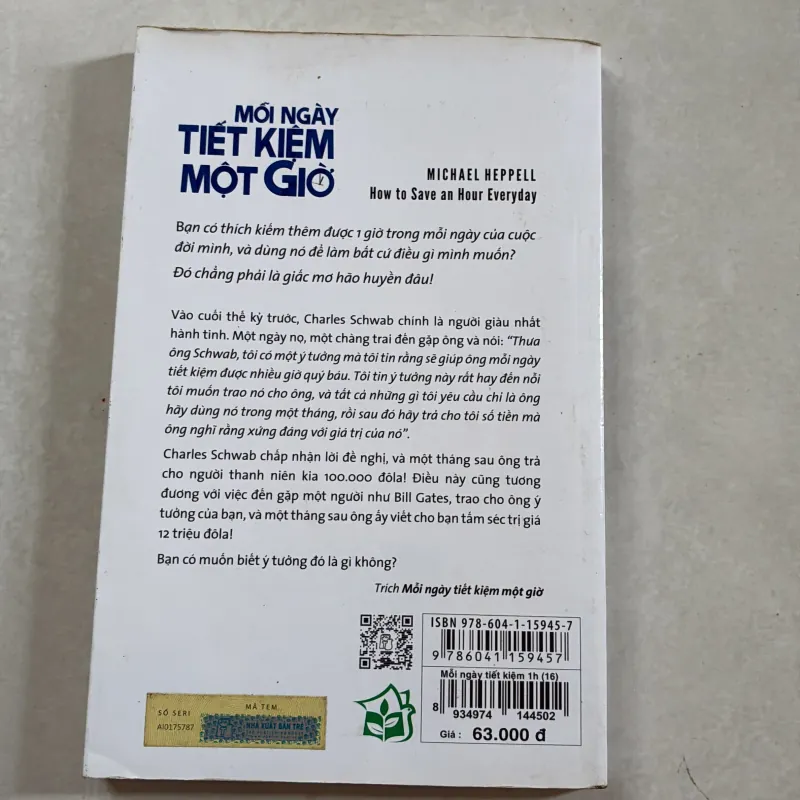 MỖI NGÀY
TIẾT KIỆM
MỘT GIỜ
MICHAEL HEPPELL
How to Save an Hour Everyday
Bạn có thích kiếm thêm được 1 giờ trong mỗi ngày của cuộc
đời mình, và dùng nó để làm bất cứ điều gì mình muốn?
Đó chẳng phải là giấc mơ hão huyền đâu!
Vào cuối thế kỷ trước, Charles Schwab chính là người giàu nhất
hành tinh. Một ngày nọ, một chàng trai đến gặp ông và nói: “Thưa
ông Schwab, tôi có một ý tưởng mà tôi tin rằng sẽ giúp ông mỗi ngày
tiết kiệm được nhiều giờ quý báu. Tôi tin ý tưởng này rất hay đến nỗi
tôi muốn trao nó cho ông, và tất cả những gì tôi yêu cầu chỉ là ông
hãy dùng nó trong một tháng, rồi sau đó hãy trả cho tôi số tiền mà
ông nghĩ rằng xứng đáng với giá trị của nó”.
Charles Schwab chấp nhận lời đề nghị, và một tháng sau ông trả
cho người thanh niên kia 100.000 đôla! Điều này cũng tương
đương với việc đến gặp một người như Bill Gates, trao cho ông ý
tưởng của bạn, và một tháng sau ông ấy viết cho bạn tấm séc trị giá
12 triệu đôla!
Bạn có muốn biết ý tưởng đó là gì không?
Trích Mỗi ngày tiết kiệm một giờ
ISBN 978-604-1-15945-7
9 786041 159457
Mỗi ngày tiết kiệm 1h (16)
8 934974 144502
Giá : 63.000 đ
SỐ SERI
AI0175787
MÃ TEM
NHÀ XUẤT BẢN TRẺ